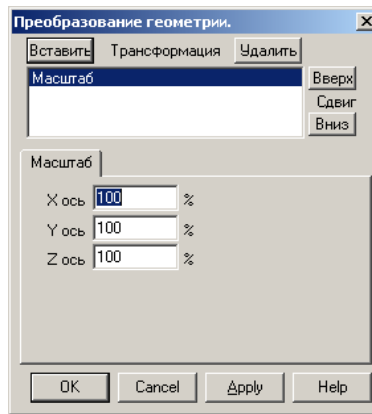 Преобразование геометрии.
Вставить Трансформация Удалить
Масштаб
Вверх
Сдвиг
Вниз
Масштаб
X ось 100 %
Y ось 100 %
Z ось 100 %
OK Cancel Apply Help